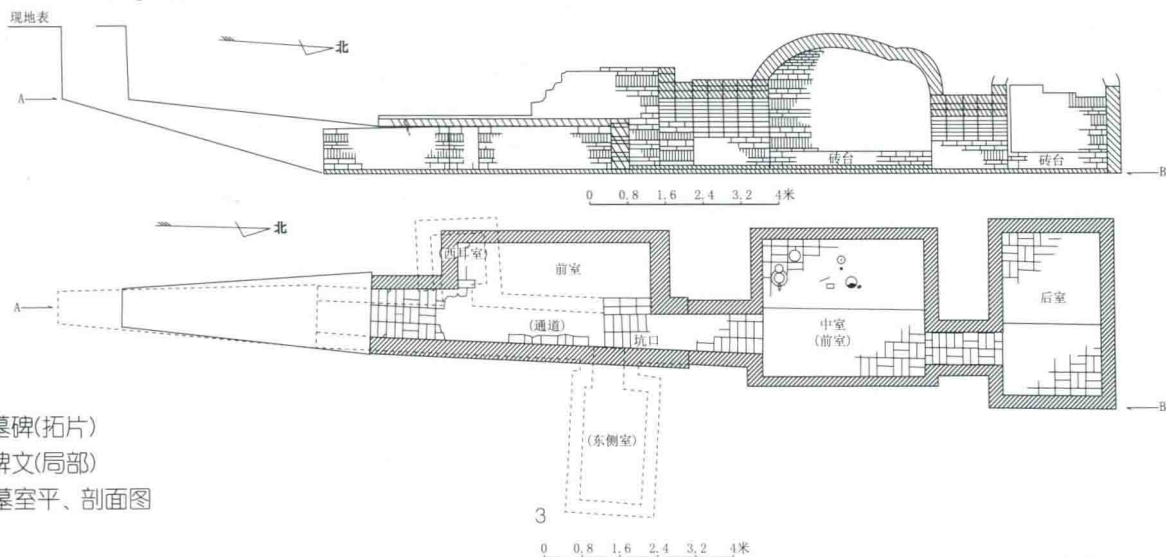 现地表
北
A
B
砖台
砖台
0 0.8 1.6 2.4 3.2 4米
北
A
B
(西耳室)
前室
(通道)
坑口
中室
(前室)
后室
(东侧室)
墓碑(拓片)
碑文(局部)
墓室平、剖面图
3
0 0.8 1.6 2.4 3.2 4米